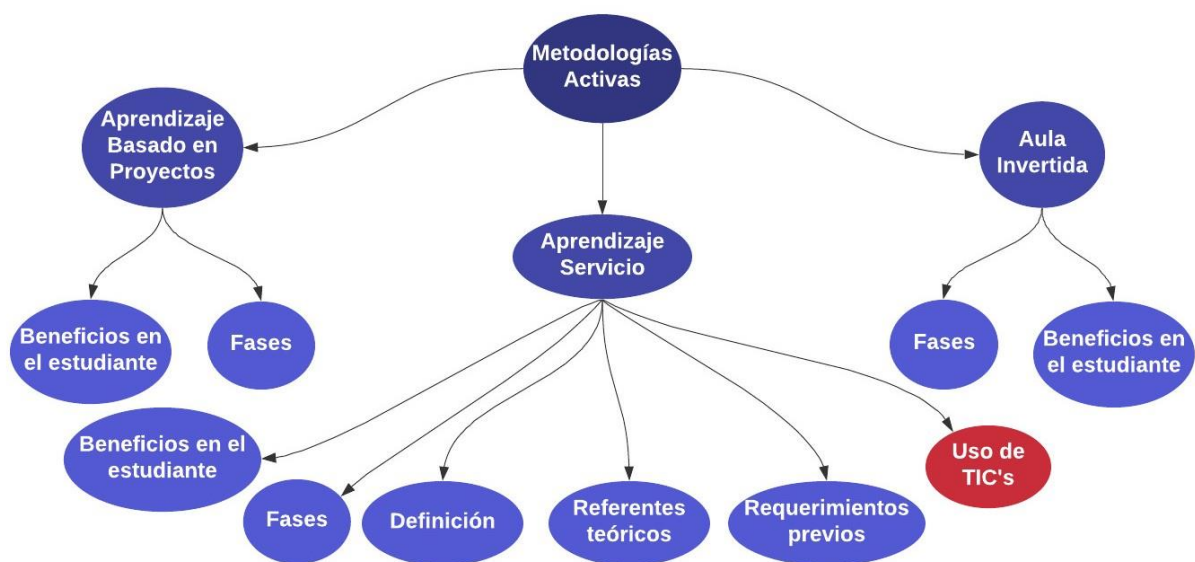 Metodologías
Activas
Aprendizaje
Basado en
Proyectos
Aula
Invertida
Aprendizaje
Servicio
Beneficios en
el estudiante
Fases
Fases
Beneficios en
el estudiante
Beneficios en el
estudiante
Uso de
TIC's
Fases
Definición
Referentes
teóricos
Requerimientos
previos